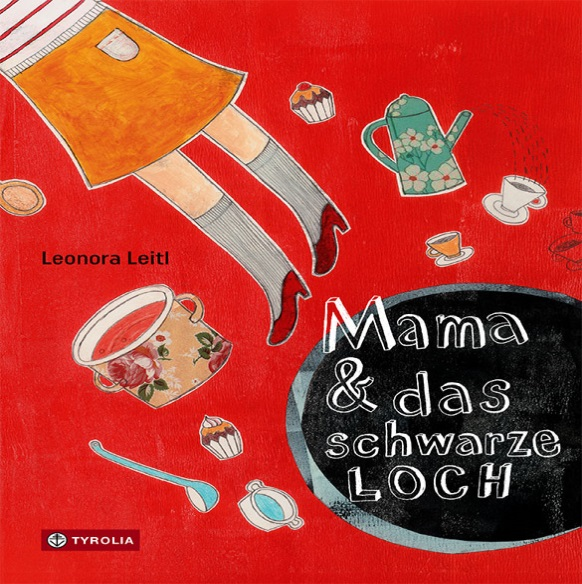 Leonora Leitl
Mama
& das
schwarze
LOCH
TYROLIA